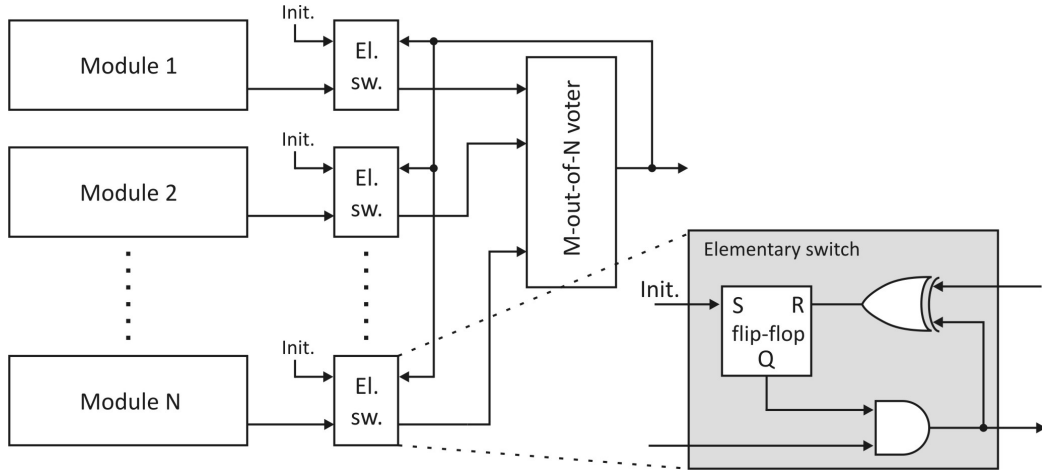 Init.
Module 1
El.
sw.
Init.
Module 2
El.
sw.
M-out-of-N voter
Init.
Module N
El.
sw.
Elementary switch
Init.
S R
flip-flop
Q